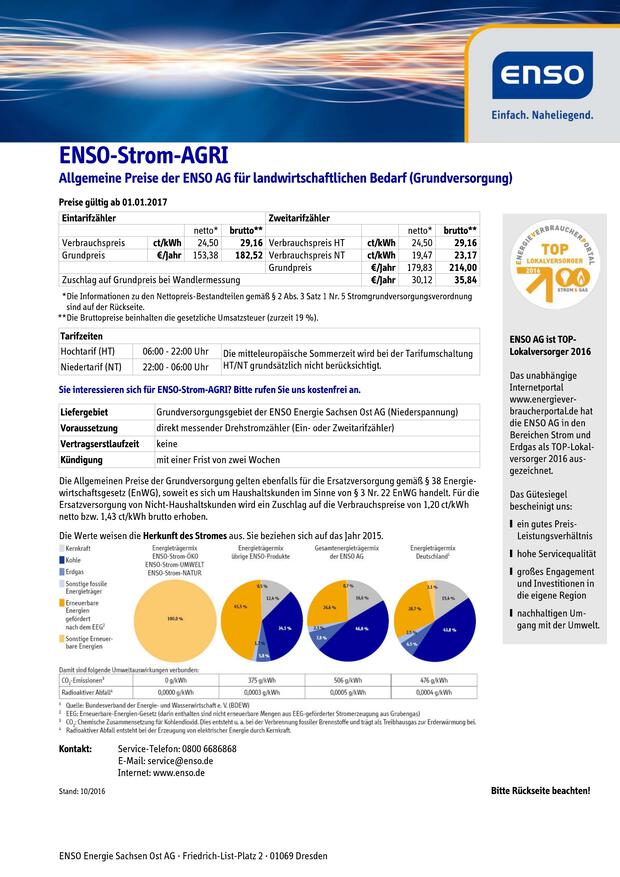 ENSO
Einfach. Naheliegend.
ENSO-Strom-AGRI
Allgemeine Preise der ENSO AG für landwirtschaftlichen Bedarf (Grundversorgung)
Preise gültig ab 01.01.2017
Eintarifzähler Zweitarifzähler
netto* brutto** netto* brutto**
Verbrauchspreis ct/kWh 24,50 29,16 Verbrauchspreis HT ct/kWh 24,50 29,16
Grundpreis €/Jahr 153,38 182,52 Verbrauchspreis NT ct/kWh 19,47 23,17
Grundpreis €/Jahr 179,83 214,00
Zuschlag auf Grundpreis bei Wandlermessung €/Jahr 30,12 35,84
*Die Informationen zu den Nettopreis-Bestandteilen gemäß § 2 Abs. 3 Satz 1 Nr. 5 Stromgrundversorgungsverordnung
sind auf der Rückseite.
**Die Bruttopreise beinhalten die gesetzliche Umsatzsteuer (zurzeit 19 %).
Tarifzeiten
Hochtarif (HT) 06:00 - 22:00 Uhr
Niedertarif (NT) 22:00 - 06:00 Uhr
Die mitteleuropäische Sommerzeit wird bei der Tarifumschaltung
HT/NT grundsätzlich nicht berücksichtigt.
Sie interessieren sich für ENSO-Strom-AGRI? Bitte rufen Sie uns kostenfrei an.
Liefergebiet Grundversorgungsgebiet der ENSO Energie Sachsen Ost AG (Niederspannung)
Voraussetzung direkt messender Drehstromzähler (Ein- oder Zweitarifzähler)
Vertragserstlaufzeit keine
Kündigung mit einer Frist von zwei Wochen
Die Allgemeinen Preise der Grundversorgung gelten ebenfalls für die Ersatzversorgung gemäß § 38 Energie-
wirtschaftsgesetz (EnWG), soweit es sich um Haushaltskunden im Sinne von § 3 Nr. 22 EnWG handelt. Für die
Ersatzversorgung von Nicht-Haushaltskunden wird ein Zuschlag auf die Verbrauchspreise von 1,20 ct/kWh
netto bzw. 1,43 ct/kWh brutto erhoben.
Die Werte weisen die Herkunft des Stromes aus. Sie beziehen sich auf das Jahr 2015.
Kernkraft
Kohle
Erdgas
Sonstige fossile
Energieträger
Erneuerbare
Energien
gefördert
nach dem EEG²
Sonstige Erneuer-
bare Energien
Energieträgermix
ENSO-Strom-ÖKO
ENSO-Strom-UMWELT
ENSO-Strom-NATUR
100,0 %
Energieträgermix
übrige ENSO-Produkte
12,4 %
45,5 %
5,8 %
Gesamtenergieträgermix
der ENSO AG
0,7 %
16,6 %
26,6 %
46,0 %
7,8 %
Energieträgermix
Deutschland¹
3,1 %
15,4 %
28,7 %
43,8 %
6,5 %
Damit sind folgende Umweltauswirkungen verbunden:
CO₂-Emissionen³ 0 g/kWh 375 g/kWh 506 g/kWh 476 g/kWh
Radioaktiver Abfall⁴ 0,0000 g/kWh 0,0003 g/kWh 0,0005 g/kWh 0,0004 g/kWh
¹ Quelle: Bundesverband der Energie- und Wasserwirtschaft e. V. (BDEW)
² EEG: Erneuerbare-Energien-Gesetz (darin enthalten sind nicht erneuerbare Mengen aus EEG-geförderter Stromerzeugung aus Grubengas)
³ CO₂: Chemische Zusammensetzung für Kohlendioxid. Dies entsteht u. a. bei der Verbrennung fossiler Brennstoffe und trägt als Treibhausgas zur Erderwärmung bei.
⁴ Radioaktiver Abfall entsteht bei der Erzeugung von elektrischer Energie durch Kernkraft.
Kontakt: Service-Telefon: 0800 6686868
E-Mail: service@enso.de
Internet: www.enso.de
Stand: 10/2016
Bitte Rückseite beachten!
ENSO Energie Sachsen Ost AG · Friedrich-List-Platz 2 · 01069 Dresden
ENERGIEVERBRAUCHERPORTAL
TOP
LOKALVERSORGER
2016
STROM & GAS
ENSO AG ist TOP-
Lokalversorger 2016
Das unabhängige
Internetportal
www.energiever-
braucherportal.de hat
die ENSO AG in den
Bereichen Strom und
Erdgas als TOP-Lokal-
versorger 2016 aus-
gezeichnet.
Das Gütesiegel
bescheinigt uns:
ein gutes Preis-
Leistungsverhältnis
hohe Servicequalität
großes Engagement
und Investitionen in
die eigene Region
nachhaltigen Um-
gang mit der Umwelt.